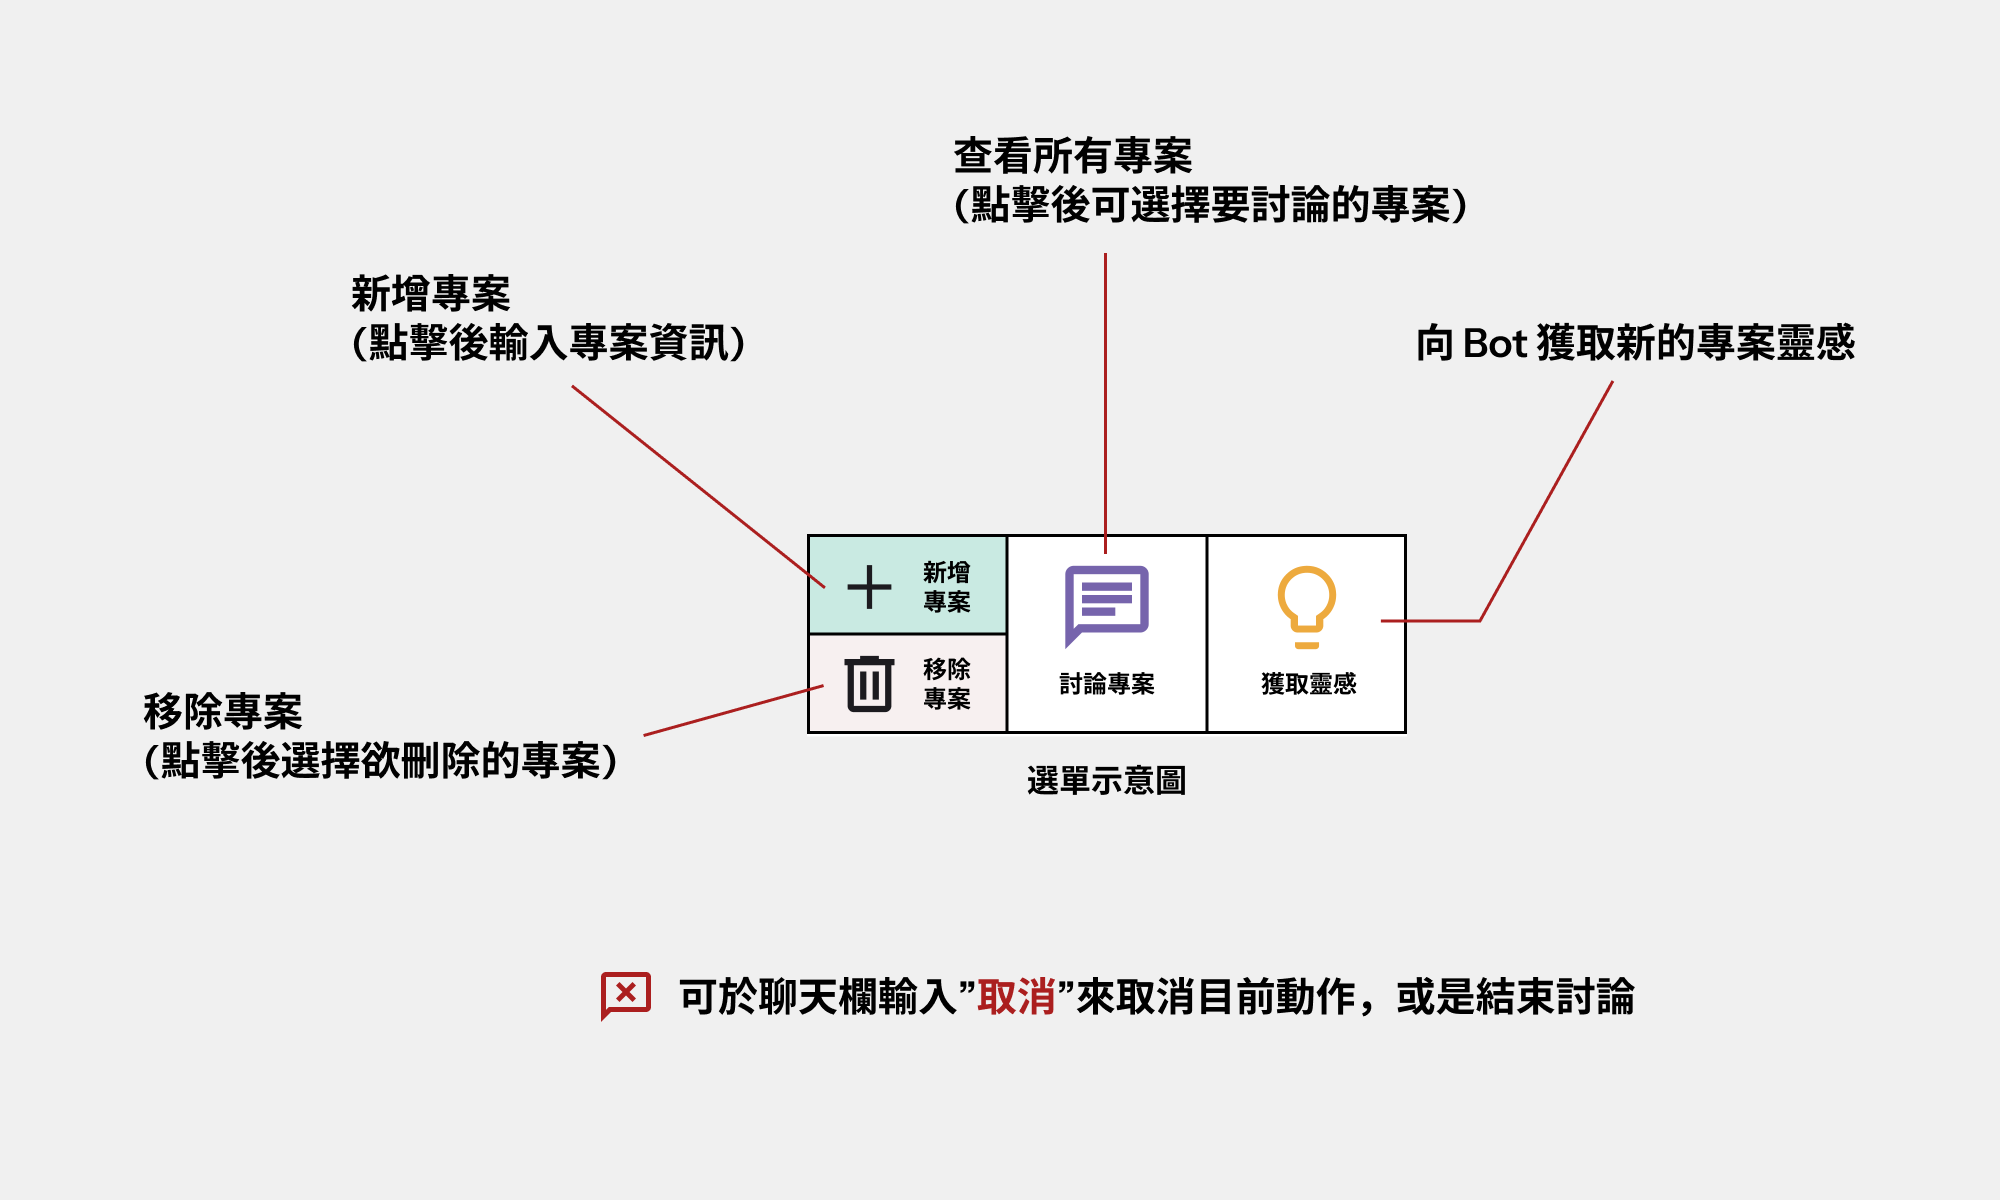 查看所有專案
(點擊後可選擇要討論的專案)
新增專案
(點擊後輸入專案資訊)
向 Bot 獲取新的專案靈感
新增
專案
移除
專案
討論專案
獲取靈感
移除專案
(點擊後選擇欲刪除的專案)
選單示意圖
可於聊天欄輸入”取消”來取消目前動作，或是結束討論